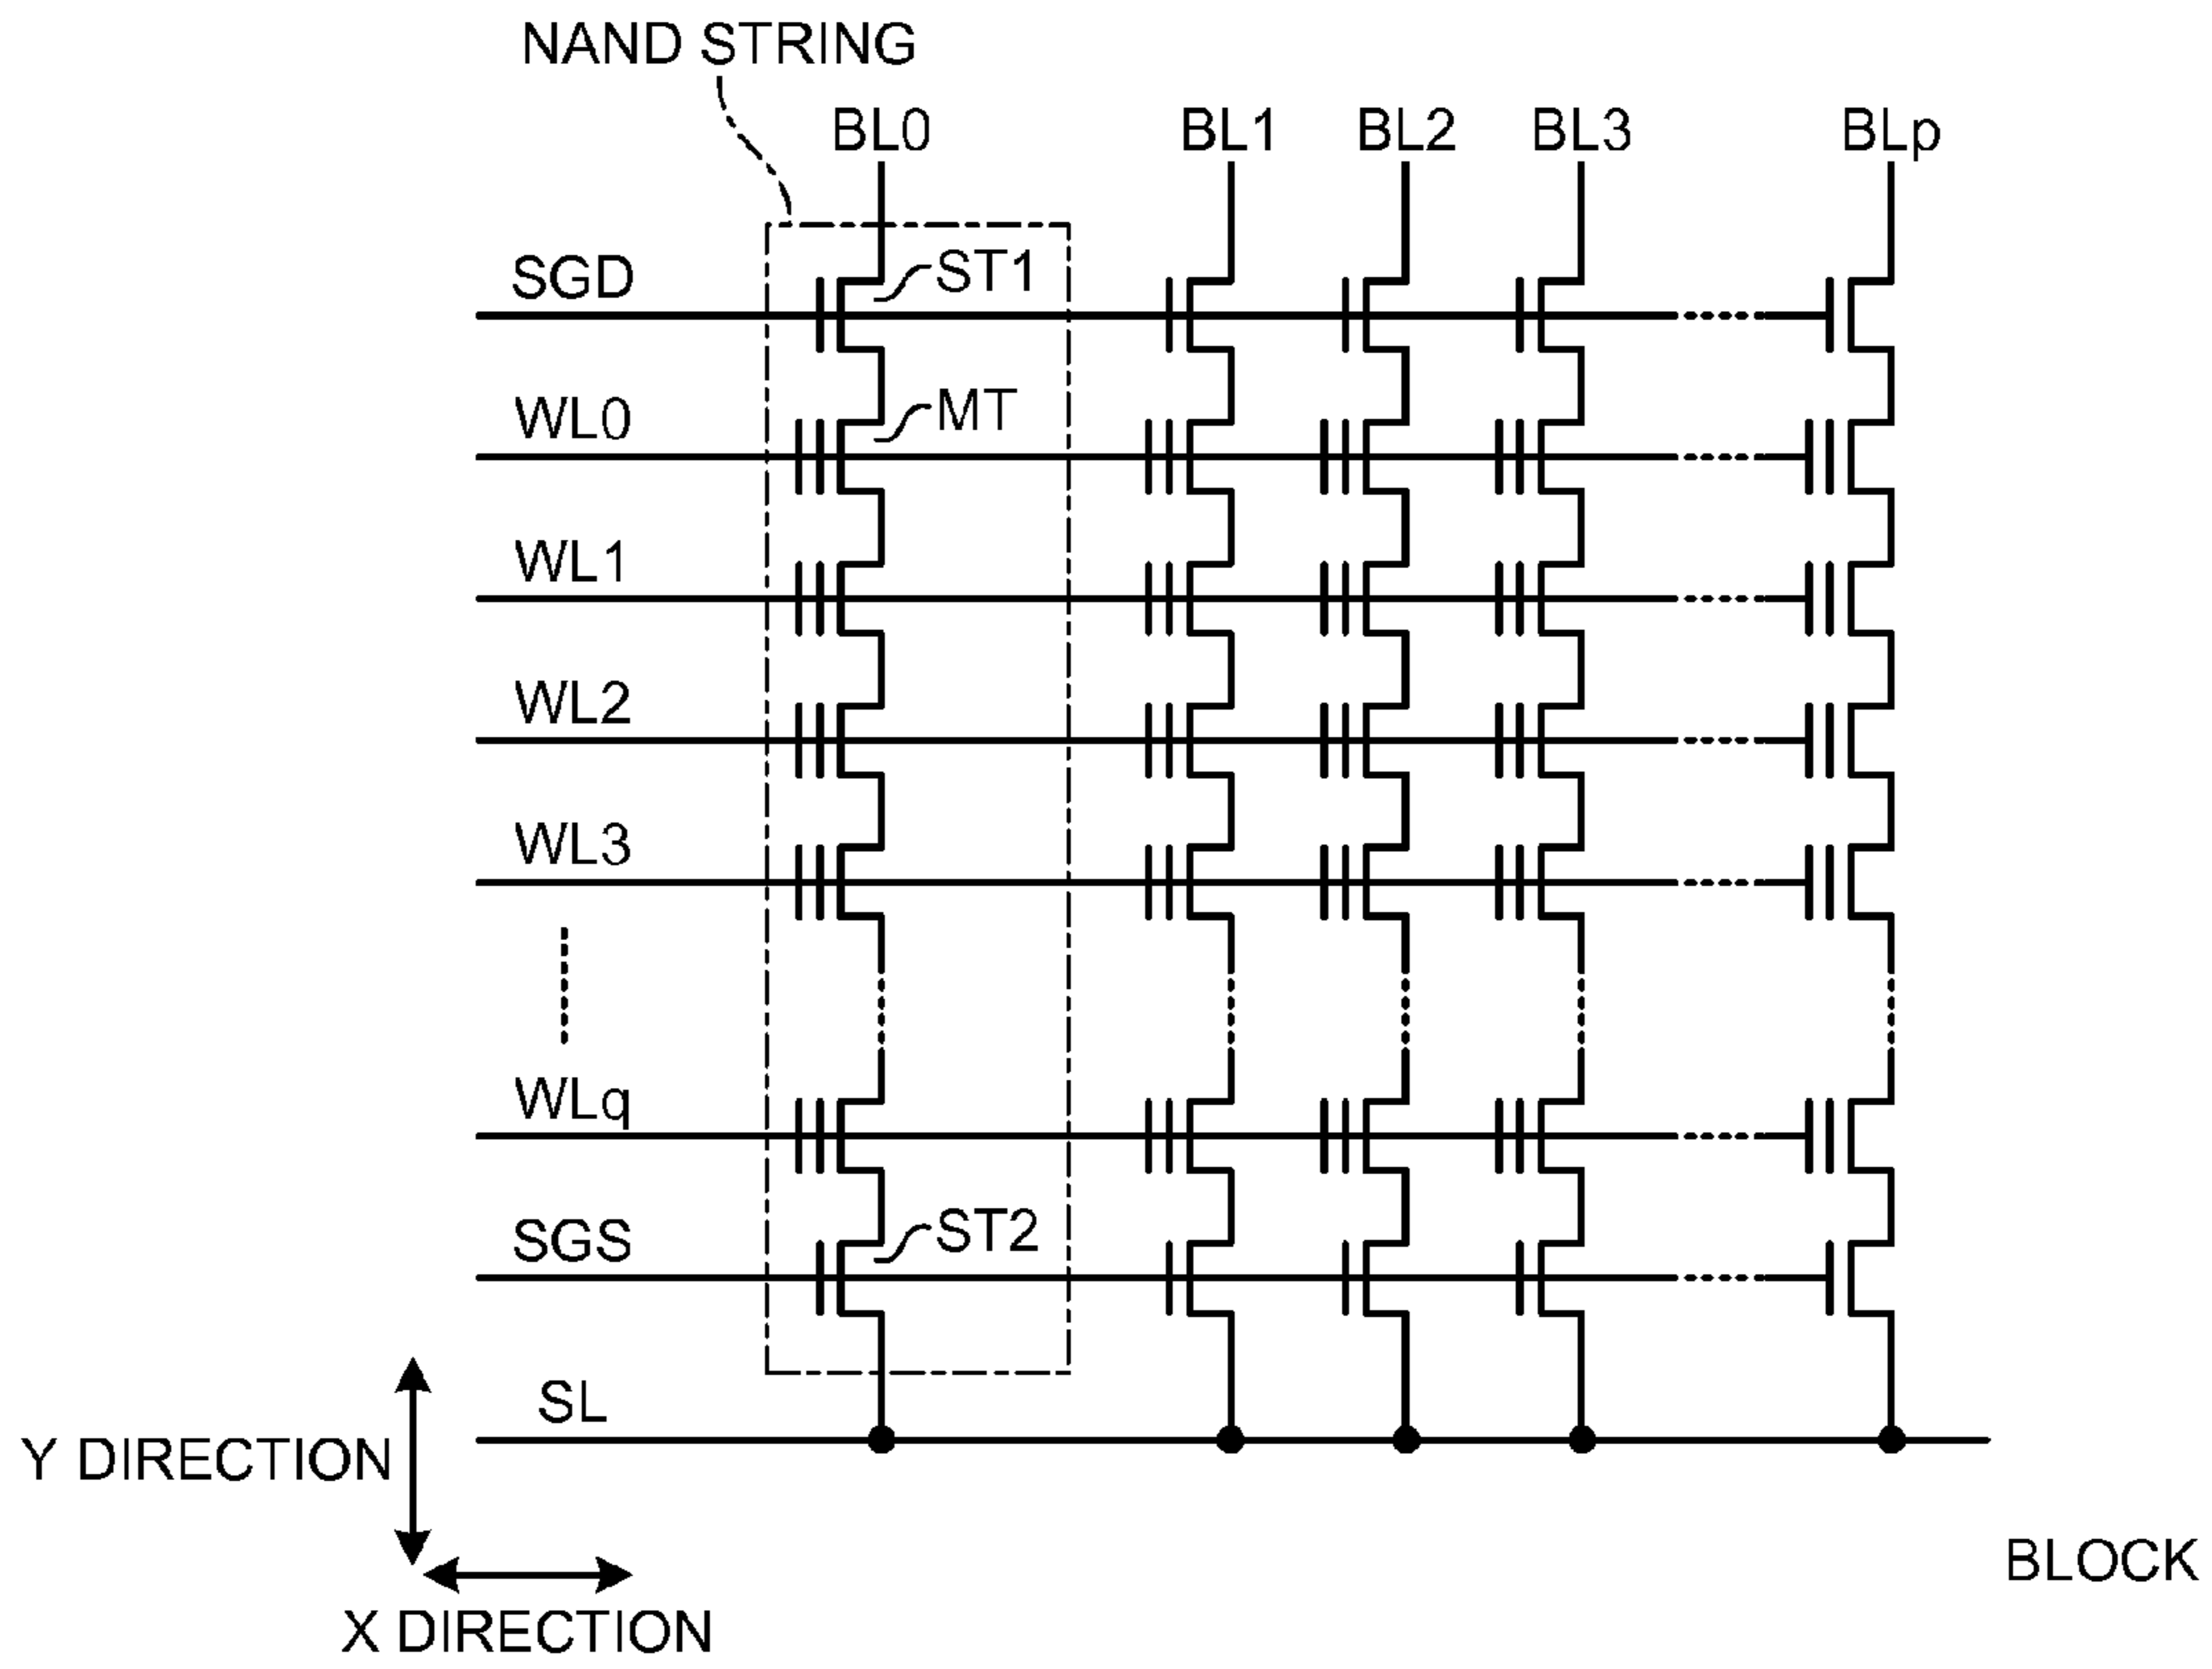 NAND STRING
BL0 BL1 BL2 BL3 BLp
SGD ST1
WL0 MT
WL1
WL2
WL3
WLq
SGS ST2
SL
Y DIRECTION
X DIRECTION
BLOCK